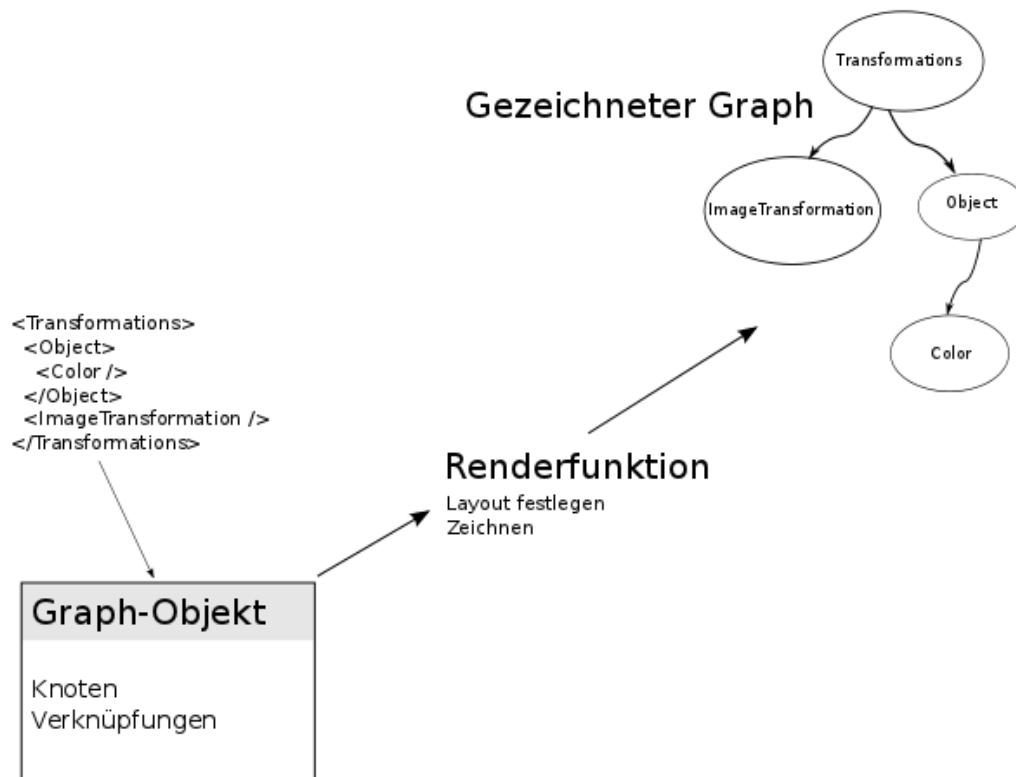 Transformations
Gezeichneter Graph
ImageTransformation
Object
Color
<Transformations>
<Object>
<Color />
</Object>
<ImageTransformation />
</Transformations>
Renderfunktion
Layout festlegen
Zeichnen
Graph-Objekt
Knoten
Verknüpfungen